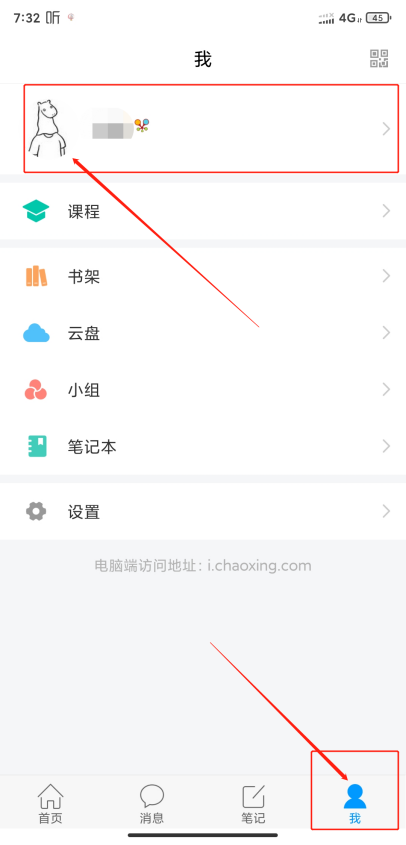 7:32 听
4G
45
我
课程
书架
云盘
小组
笔记本
设置
电脑端访问地址：i.chaoxing.com
首页
消息
笔记
我